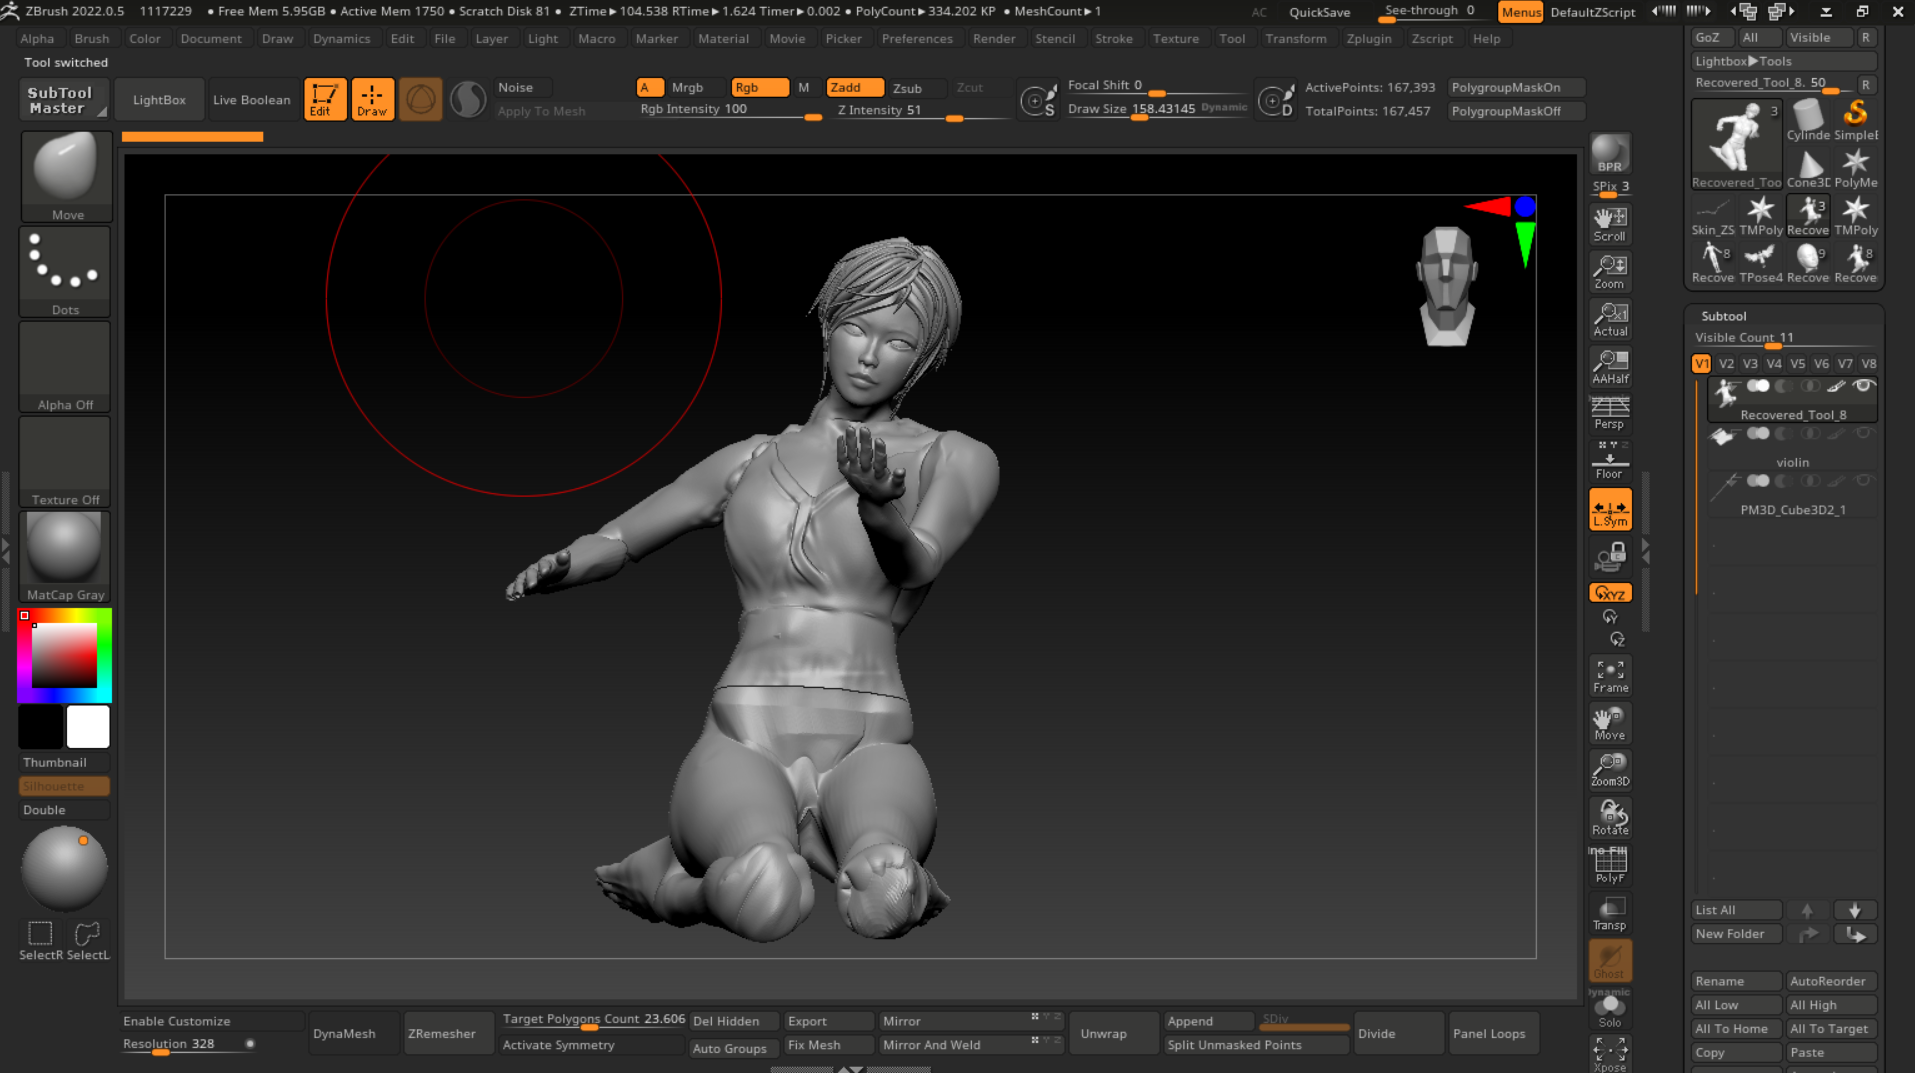 ZBrush 2022.0.5 1117229 • Free Mem 5.95GB • Active Mem 1750 • Scratch Disk 81 • ZTime▶104.538 RTime▶1.624 Timer▶0.002 • PolyCount▶334.202 KP • MeshCount▶1 AC QuickSave See-through 0 Menus DefaultZScript
Alpha Brush Color Document Draw Dynamics Edit File Layer Light Macro Marker Material Movie Picker Preferences Render Stencil Stroke Texture Tool Transform Zplugin Zscript Help
Tool switched
SubTool Master
LightBox
Live Boolean
Edit
Draw
Noise
Apply To Mesh
A Mrgb Rgb M Zadd Zsub Zcut
Rgb Intensity 100 Z Intensity 51
S
Focal Shift 0
Draw Size 158.43145 Dynamic
D
ActivePoints: 167,393
TotalPoints: 167,457
PolygroupMaskOn
PolygroupMaskOff
Move
Dots
Alpha Off
Texture Off
MatCap Gray
Thumbnail
Silhouette
Double
SelectR SelectL
BPR
SPix 3
Scroll
Zoom
Actual
AAHalf
Dynamic
Persp
Floor
L.Sym
XYZ
Y
Z
Frame
Move
Zoom3D
Rotate
Line Fill
PolyF
Transp
Ghost
Dynamic
Solo
Xpose
GoZ All Visible R
Lightbox▶Tools
Recovered_Tool_8. 50 R
3
Recovered_Too
Cylinde SimpleE
Cone3D PolyMe
Skin_ZS TMPoly Recove TMPoly
3
Recove TPose4 Recove Recove
8 9 8
Subtool
Visible Count 11
V1 V2 V3 V4 V5 V6 V7 V8
Recovered_Tool_8
violin
PM3D_Cube3D2_1
List All
New Folder
Rename AutoReorder
All Low All High
All To Home All To Target
Copy Paste
Enable Customize
Resolution 328
DynaMesh
ZRemesher
Target Polygons Count 23.606
Activate Symmetry
Del Hidden
Auto Groups
Export
Fix Mesh
Mirror
Mirror And Weld
Unwrap
Append
SDiv
Split Unmasked Points
Divide
Panel Loops